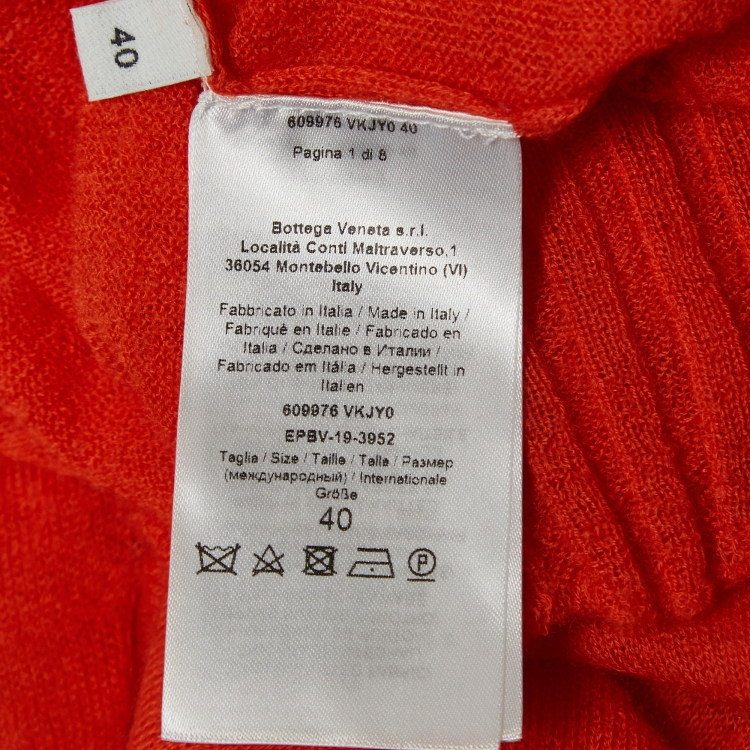 40
609976 VKJY0 40
Pagina 1 di 8
Bottega Veneta s.r.l.
Località Conti Maltraverso,1
36054 Montebello Vicentino (VI)
Italy
Fabbricato in Italia / Made in Italy /
Fabriqué en Italie / Fabricado en
Italia / Сделано в Италии /
Fabricado em Itália / Hergestellt in
Italien
609976 VKJY0
EPBV-19-3952
Taglia / Size / Taille / Talla / Размер
(международный) / Internationale
Größe
40
P